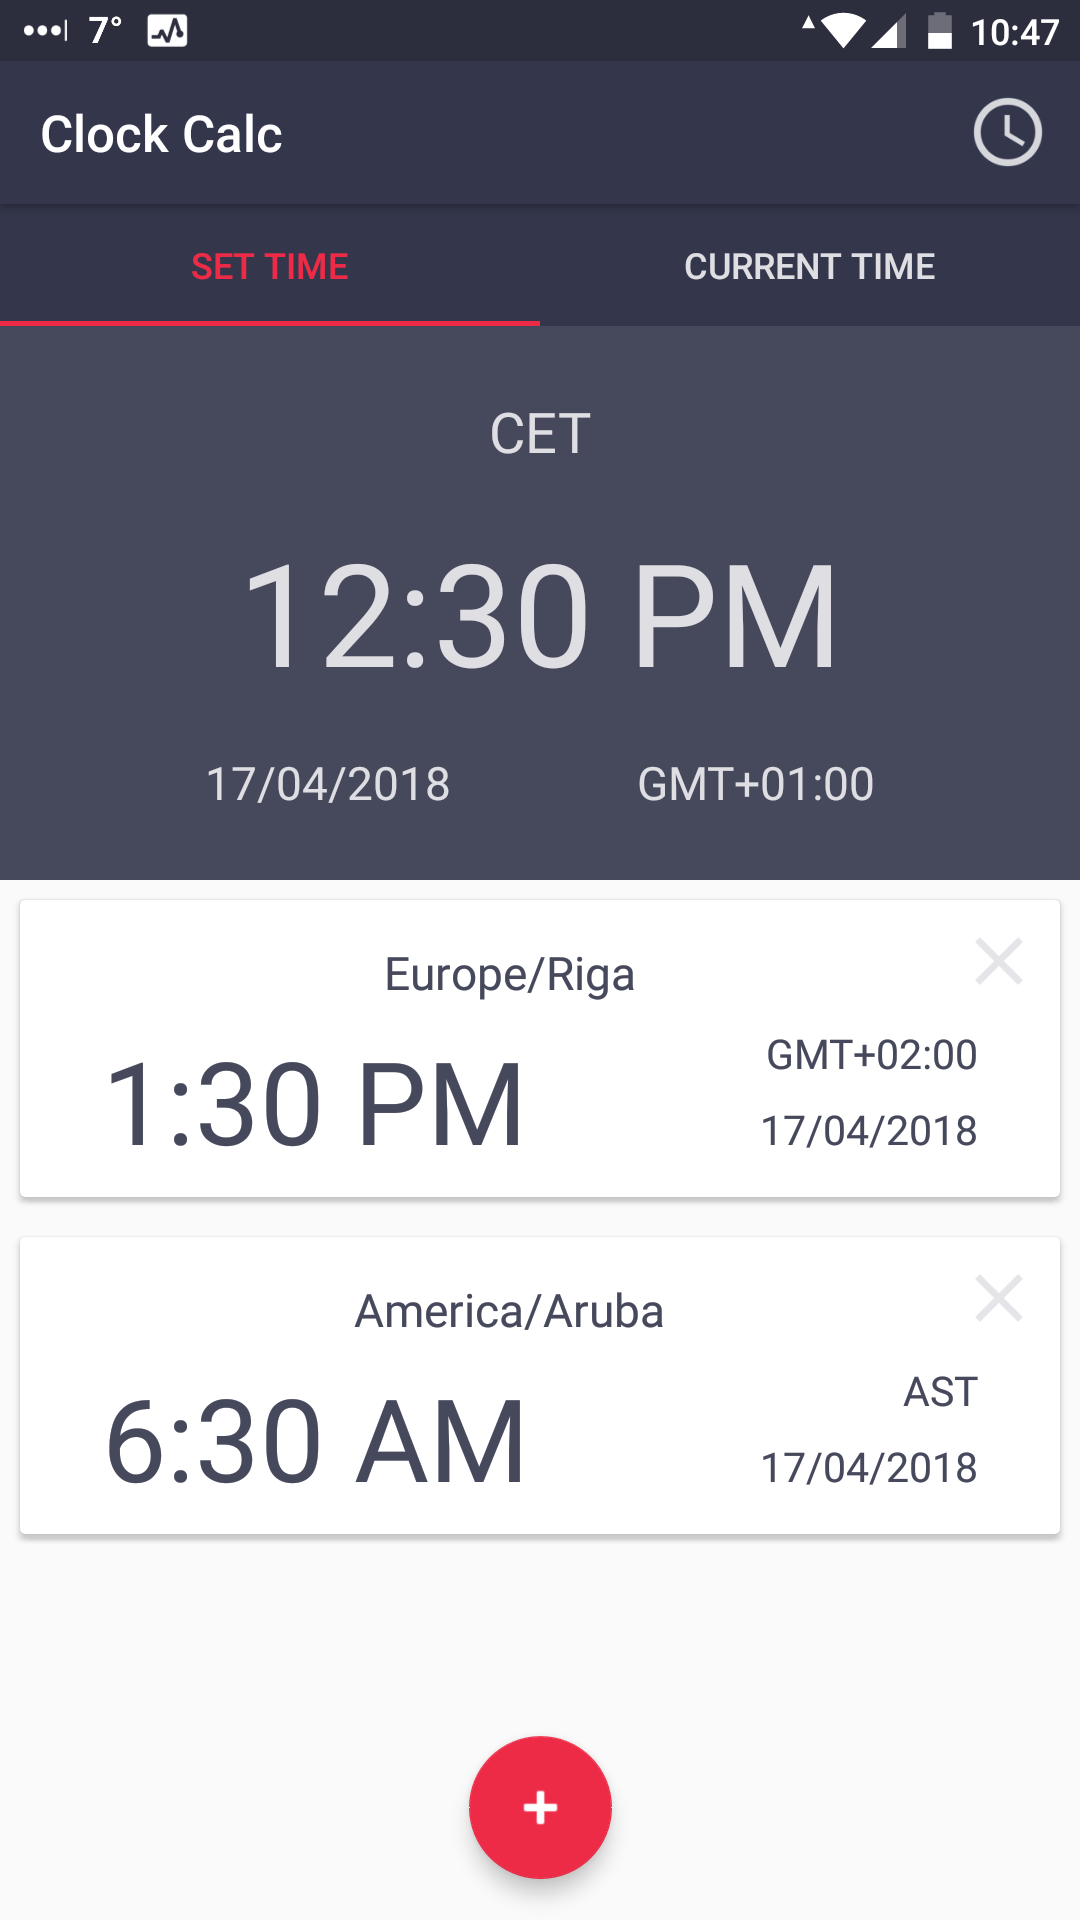 7° 10:47
Clock Calc
SET TIME CURRENT TIME
CET
12:30 PM
17/04/2018 GMT+01:00
Europe/Riga
1:30 PM
GMT+02:00
17/04/2018
America/Aruba
6:30 AM
AST
17/04/2018
+